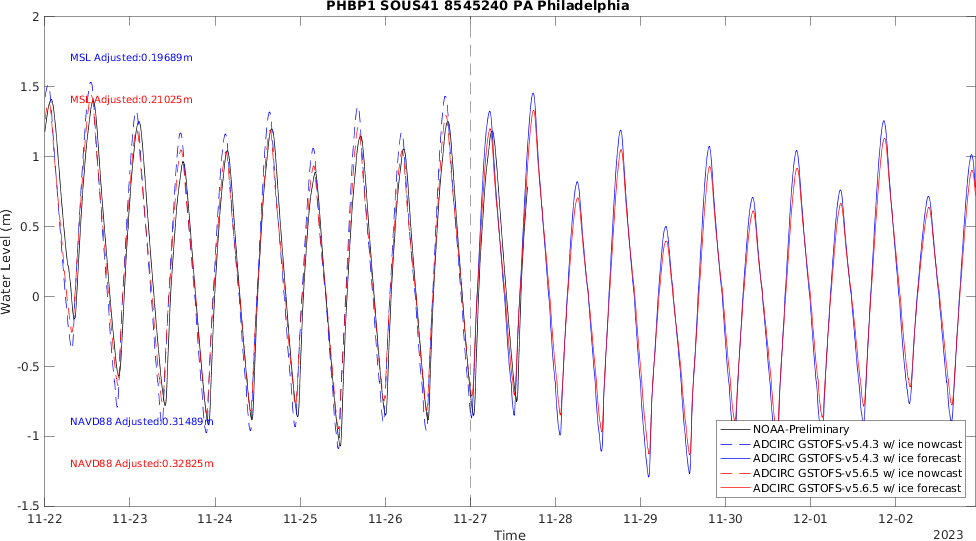 PHBP1 SOUS41 8545240 PA Philadelphia
2
MSL Adjusted:0.19689m
1.5
MSL Adjusted:0.21025m
1
0.5
Water Level (m)
0
-0.5
NAVD88 Adjusted:0.31489m
-1
NAVD88 Adjusted:0.32825m
-1.5
NOAA-Preliminary
ADCIRC GSTOFS-v5.4.3 w/ ice nowcast
ADCIRC GSTOFS-v5.4.3 w/ ice forecast
ADCIRC GSTOFS-v5.6.5 w/ ice nowcast
ADCIRC GSTOFS-v5.6.5 w/ ice forecast
11-22 11-23 11-24 11-25 11-26 11-27 11-28 11-29 11-30 12-01 12-02
Time
2023